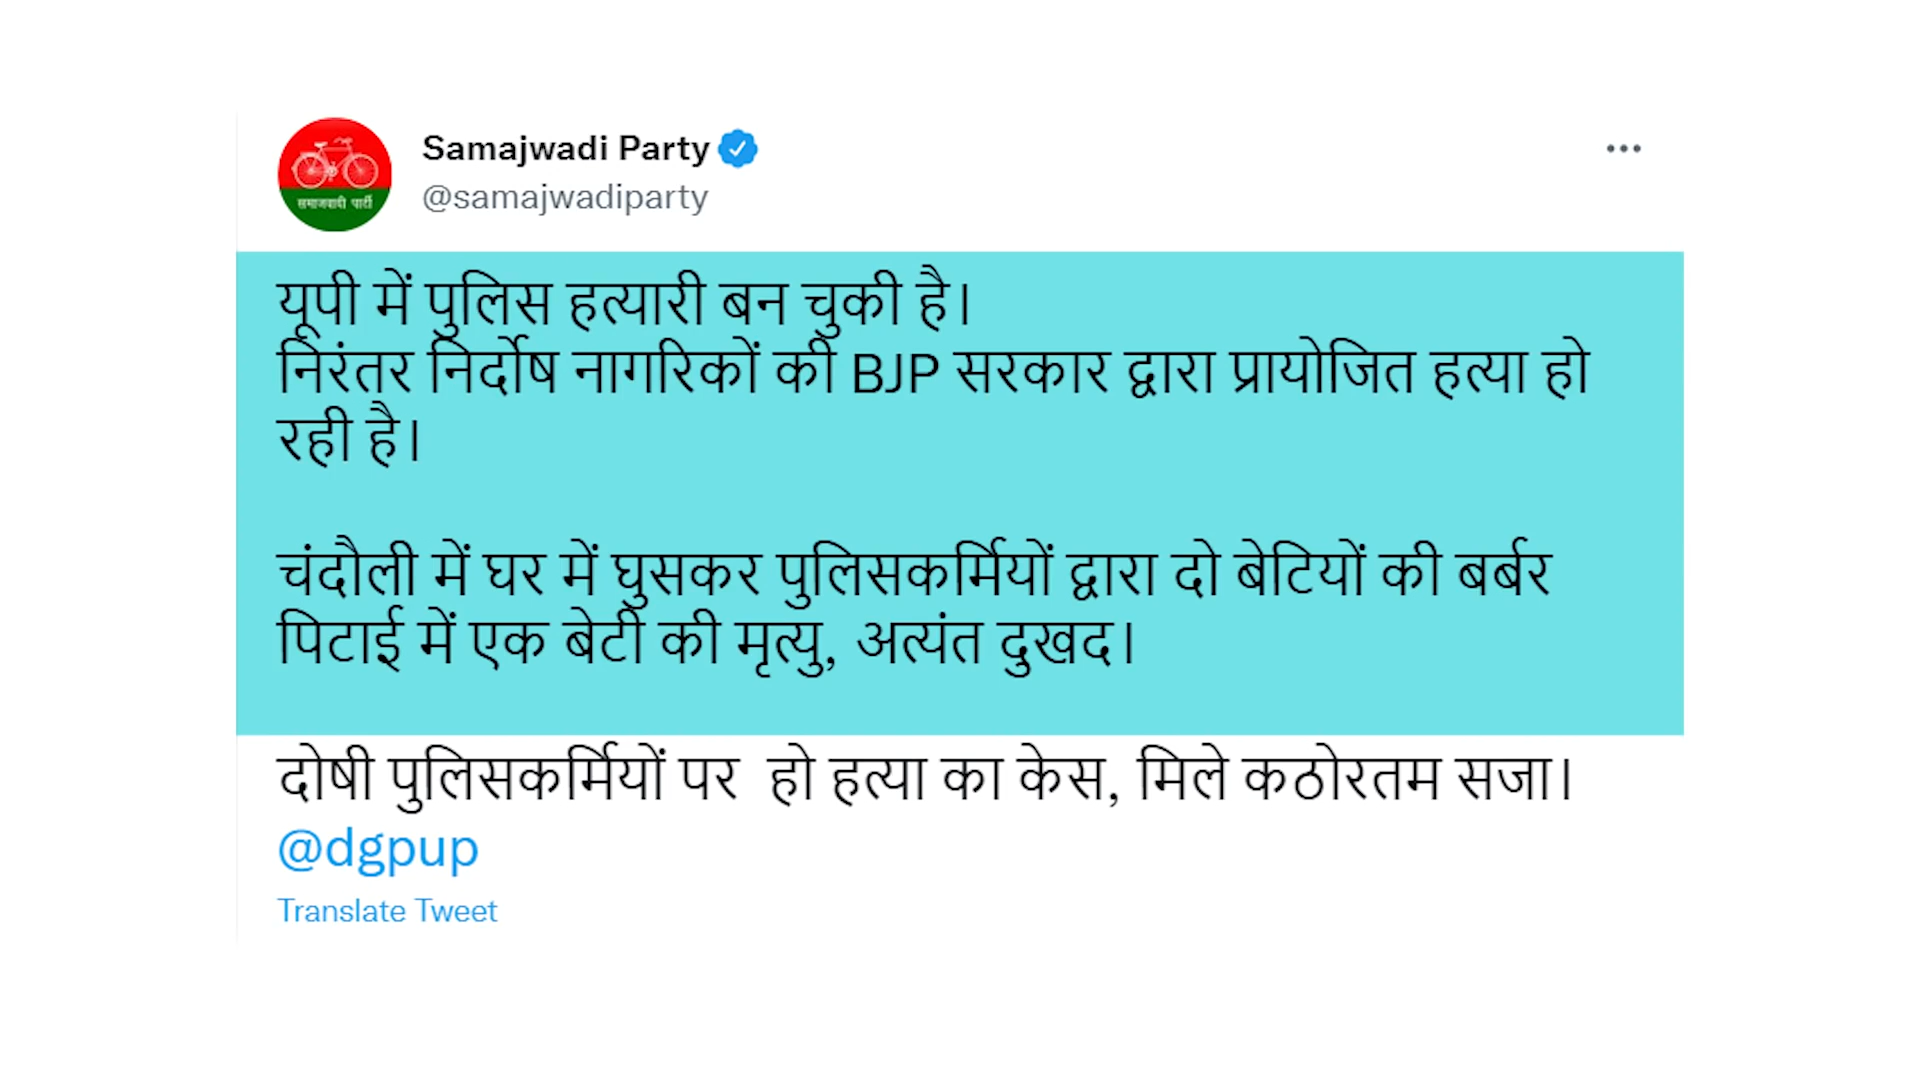 Samajwadi Party
@samajwadiparty
समाजवादी पार्टी
यूपी में पुलिस हत्यारी बन चुकी है।
निरंतर निर्दोष नागरिकों की BJP सरकार द्वारा प्रायोजित हत्या हो
रही है।
चंदौली में घर में घुसकर पुलिसकर्मियों द्वारा दो बेटियों की बर्बर
पिटाई में एक बेटी की मृत्यु, अत्यंत दुखद।
दोषी पुलिसकर्मियों पर  हो हत्या का केस, मिले कठोरतम सजा।
@dgpup
Translate Tweet